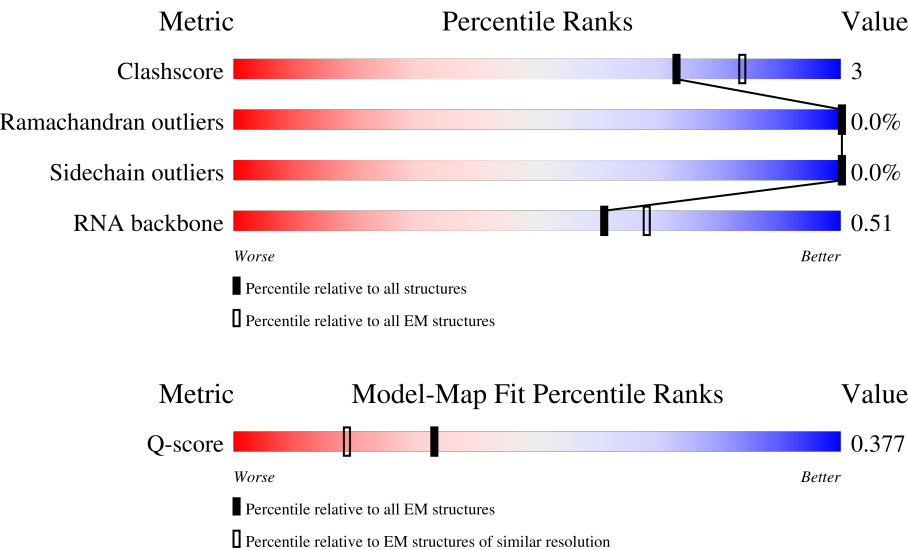 Metric Percentile Ranks Value
Clashscore 3
Ramachandran outliers 0.0%
Sidechain outliers 0.0%
RNA backbone 0.51
Worse Better
Percentile relative to all structures
Percentile relative to all EM structures
Metric Model-Map Fit Percentile Ranks Value
Q-score 0.377
Worse Better
Percentile relative to all EM structures
Percentile relative to EM structures of similar resolution